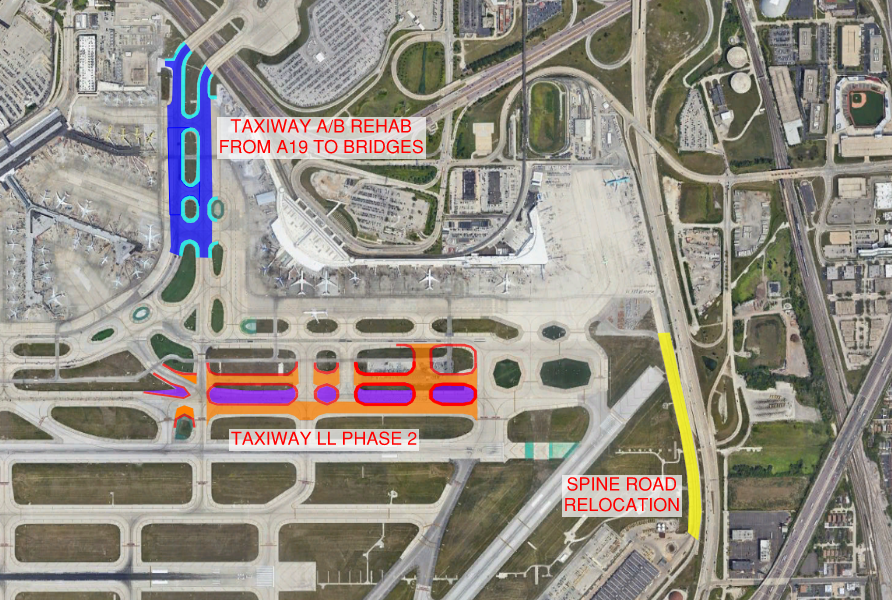 TAXIWAY A/B REHAB
FROM A19 TO BRIDGES
TAXIWAY LL PHASE 2
SPINE ROAD
RELOCATION